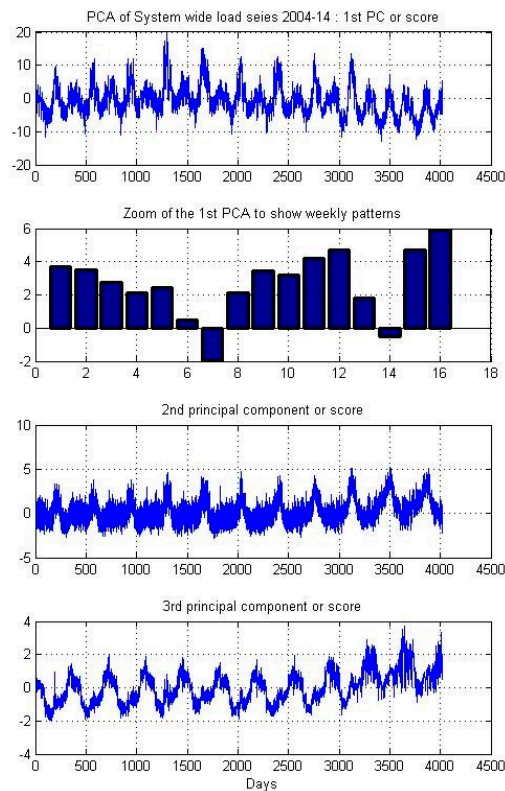 PCA of System wide load seies 2004-14 : 1st PC or score
20
10
0
-10
-20
0 500 1000 1500 2000 2500 3000 3500 4000 4500
Zoom of the 1st PCA to show weekly patterns
6
4
2
0
-2
0 2 4 6 8 10 12 14 16 18
2nd principal component or score
10
5
0
-5
0 500 1000 1500 2000 2500 3000 3500 4000 4500
3rd principal component or score
4
2
0
-2
-4
0 500 1000 1500 2000 2500 3000 3500 4000 4500
Days